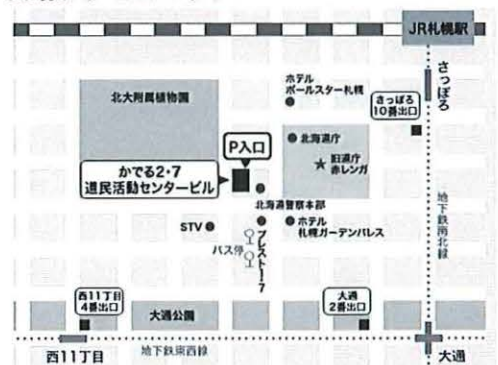 JR札幌駅
さっぽろ
ホテル
ポールスター札幌
さっぽろ
10番出口
北大附属植物園
P入口
北海道庁
旧道庁
赤レンガ
かでる2・7
道民活動センタービル
北海道警察本部
STV
ホテル
札幌ガーデンパレス
バス停
プレスト1・7
地下鉄南北線
西11丁目
4番出口
大通公園
大通
2番出口
西11丁目
地下鉄東西線
大通